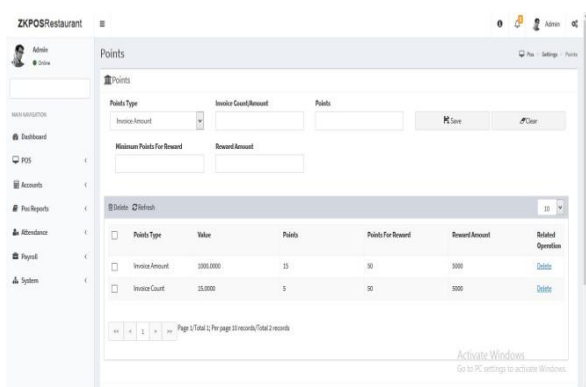 ZKPOSRestaurant
Admin
Admin
Online
Points
Pos - Settings - Points
Points
MAIN NAVIGATION
Dashboard
POS
Accounts
Pos Reports
Attendance
Payroll
System
Points Type Invoice Count/Amount Points
Invoice Amount Save Clear
Minimum Points For Reward Reward Amount
Delete Refresh 10
Points Type Value Points Points For Reward Reward Amount Related Operation
Invoice Amount 1000.0000 15 50 5000 Delete
Invoice Count 15.0000 5 50 5000 Delete
<< < 1 > >> Page 1/Total 1; Per page 10 records/Total 2 records
Activate Windows
Go to PC settings to activate Windows.